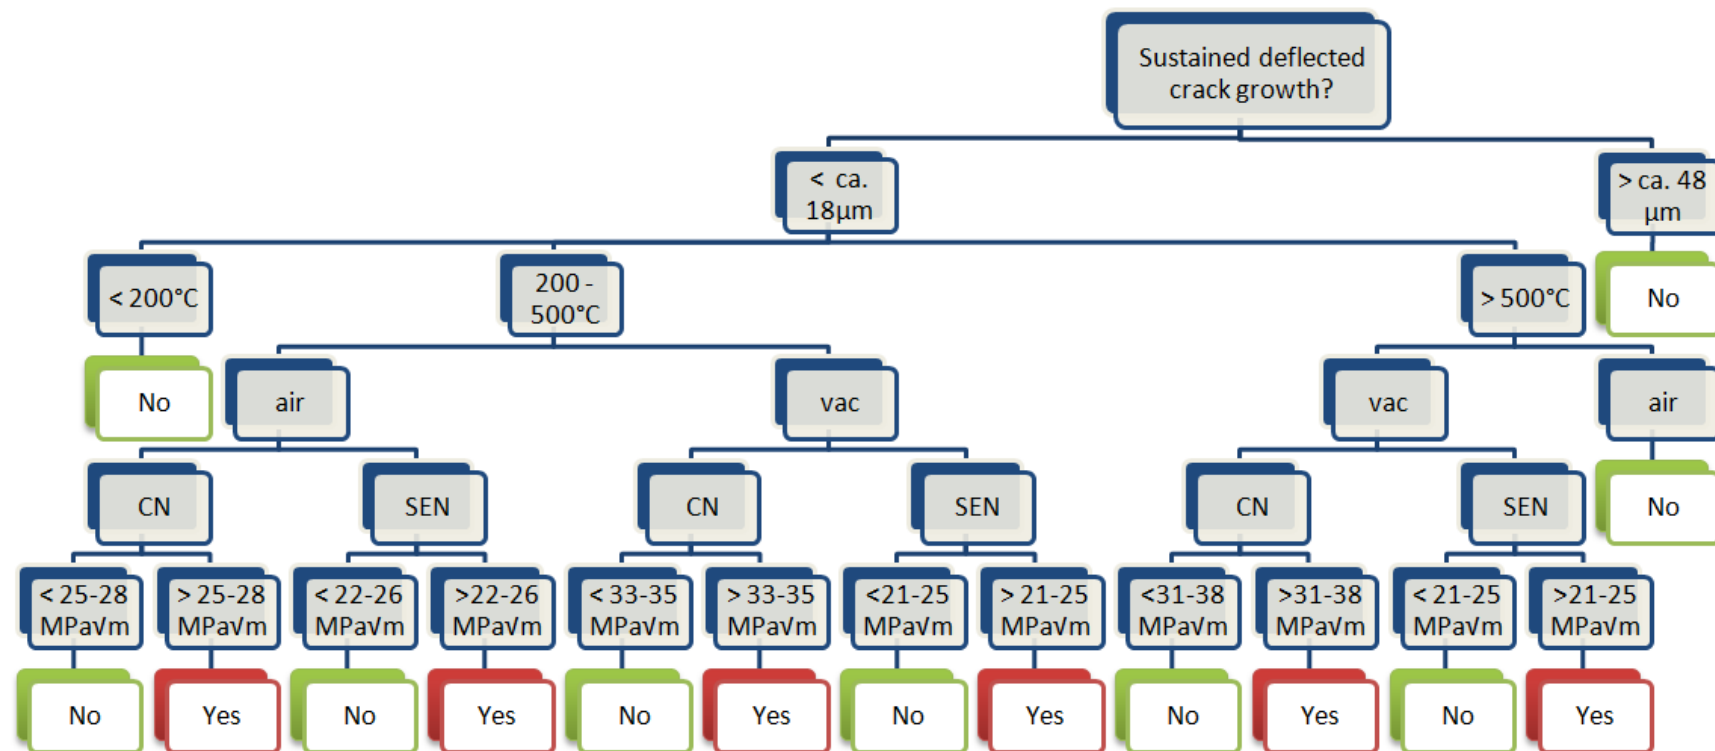 Sustained deflected
crack growth?
< ca.
18µm
> ca. 48
µm
< 200°C
200 -
500°C
> 500°C
No
No
air
vac
vac
air
CN
SEN
CN
SEN
CN
SEN
No
< 25-28
MPa√m
> 25-28
MPa√m
< 22-26
MPa√m
>22-26
MPa√m
< 33-35
MPa√m
> 33-35
MPa√m
<21-25
MPa√m
> 21-25
MPa√m
<31-38
MPa√m
>31-38
MPa√m
< 21-25
MPa√m
>21-25
MPa√m
No
Yes
No
Yes
No
Yes
No
Yes
No
Yes
No
Yes